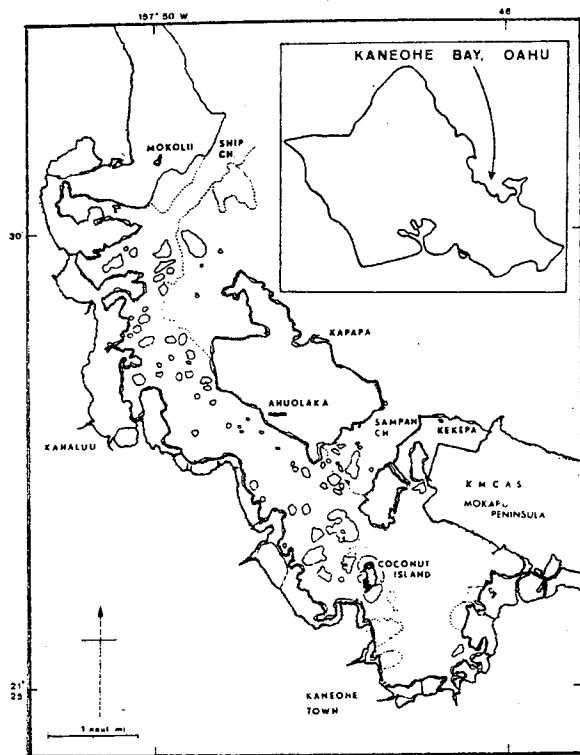 157° 50 W
46
KANEOHE BAY, OAHU
MOKOLII
SHIP
CH.
30'
KAPAPA
AHUOLAKA
SAMPAN
CH
KEKEPA
KAHALUU
K M C A S
MOKAPU
PENINSULA
COCONUT
ISLAND
21°
25
KANEOHE
TOWN
1 naut mi